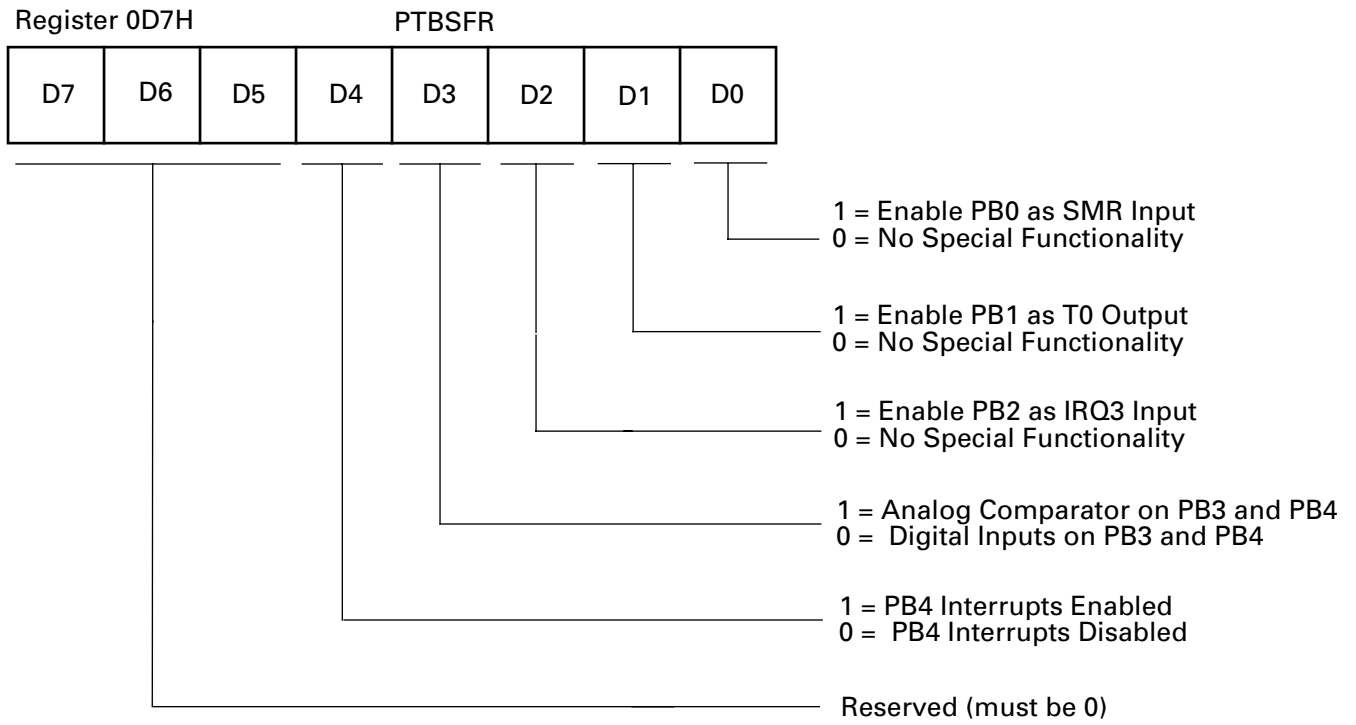 Register 0D7H PTBSFR
D7 D6 D5 D4 D3 D2 D1 D0
1 = Enable PB0 as SMR Input
0 = No Special Functionality
1 = Enable PB1 as T0 Output
0 = No Special Functionality
1 = Enable PB2 as IRQ3 Input
0 = No Special Functionality
1 = Analog Comparator on PB3 and PB4
0 = Digital Inputs on PB3 and PB4
1 = PB4 Interrupts Enabled
0 = PB4 Interrupts Disabled
Reserved (must be 0)